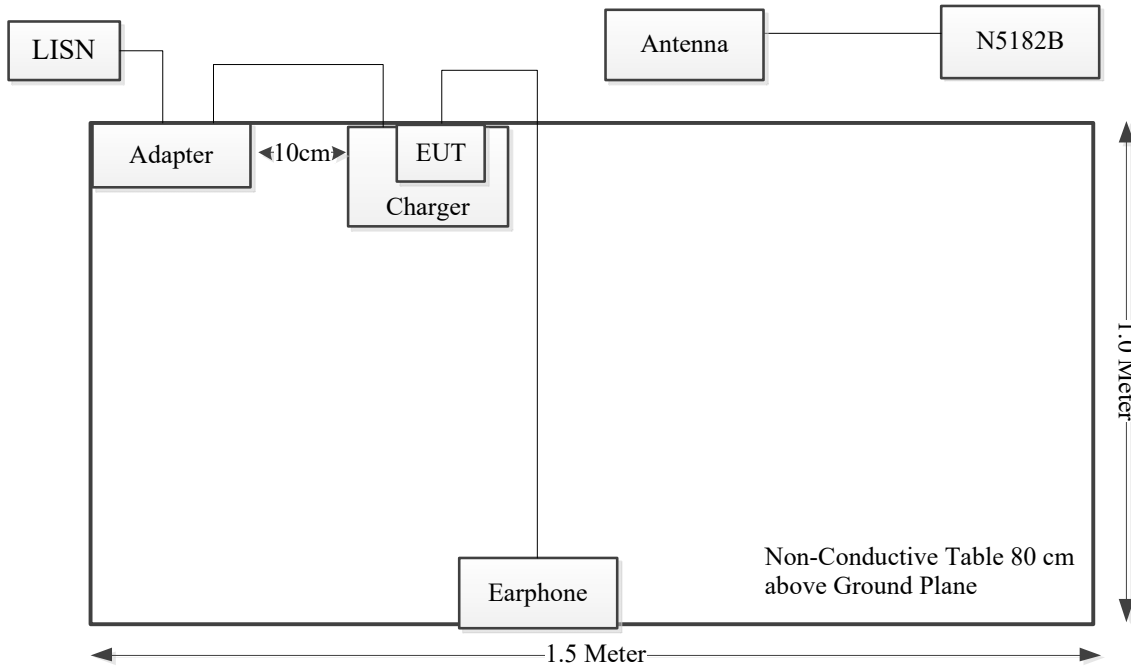 LISN
Antenna
N5182B
Adapter
10cm
EUT
Charger
1.0 Meter
Non-Conductive Table 80 cm
above Ground Plane
Earphone
1.5 Meter